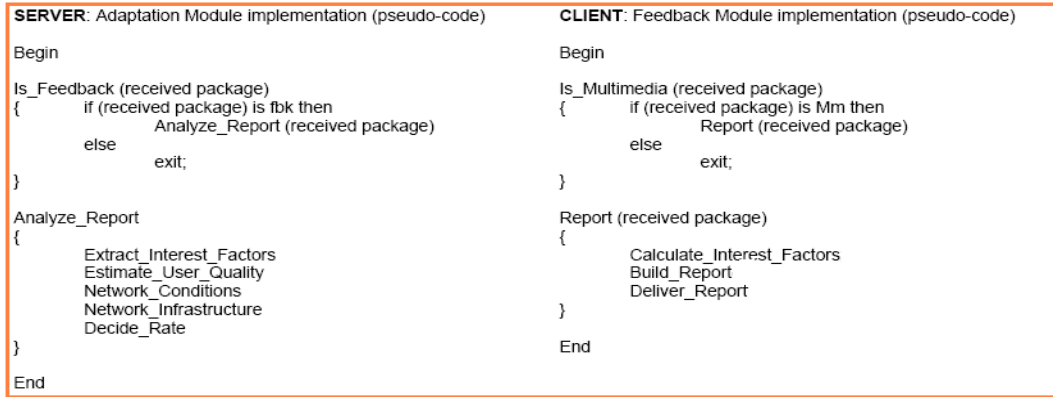 SERVER: Adaptation Module implementation (pseudo-code)
Begin
Is_Feedback (received package)
{ if (received package) is fbk then
Analyze_Report (received package)
else
exit;
}
Analyze_Report
{
Extract_Interest_Factors
Estimate_User_Quality
Network_Conditions
Network_Infrastructure
Decide_Rate
}
End
CLIENT: Feedback Module implementation (pseudo-code)
Begin
Is_Multimedia (received package)
{ if (received package) is Mm then
Report (received package)
else
exit;
}
Report (received package)
{
Calculate_Interest_Factors
Build_Report
Deliver_Report
}
End